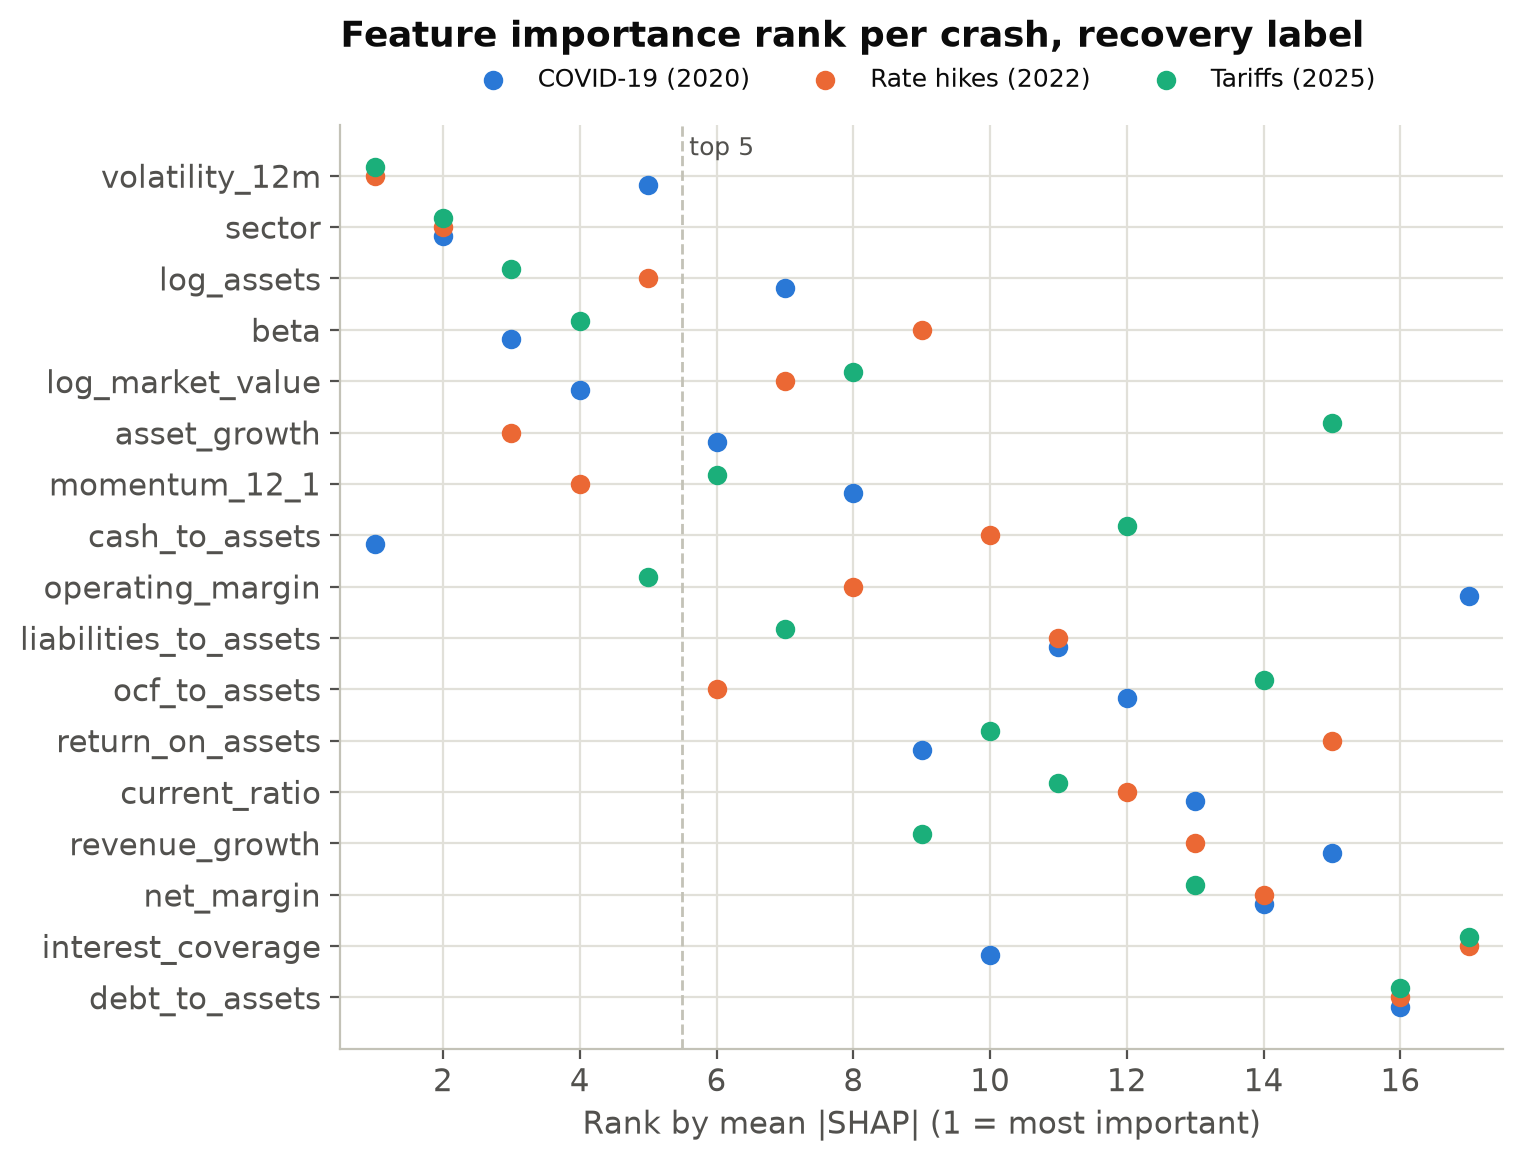 Feature importance rank per crash, recovery label
COVID-19 (2020) Rate hikes (2022) Tariffs (2025)
top 5
volatility_12m
sector
log_assets
beta
log_market_value
asset_growth
momentum_12_1
cash_to_assets
operating_margin
liabilities_to_assets
ocf_to_assets
return_on_assets
current_ratio
revenue_growth
net_margin
interest_coverage
debt_to_assets
2 4 6 8 10 12 14 16
Rank by mean |SHAP| (1 = most important)